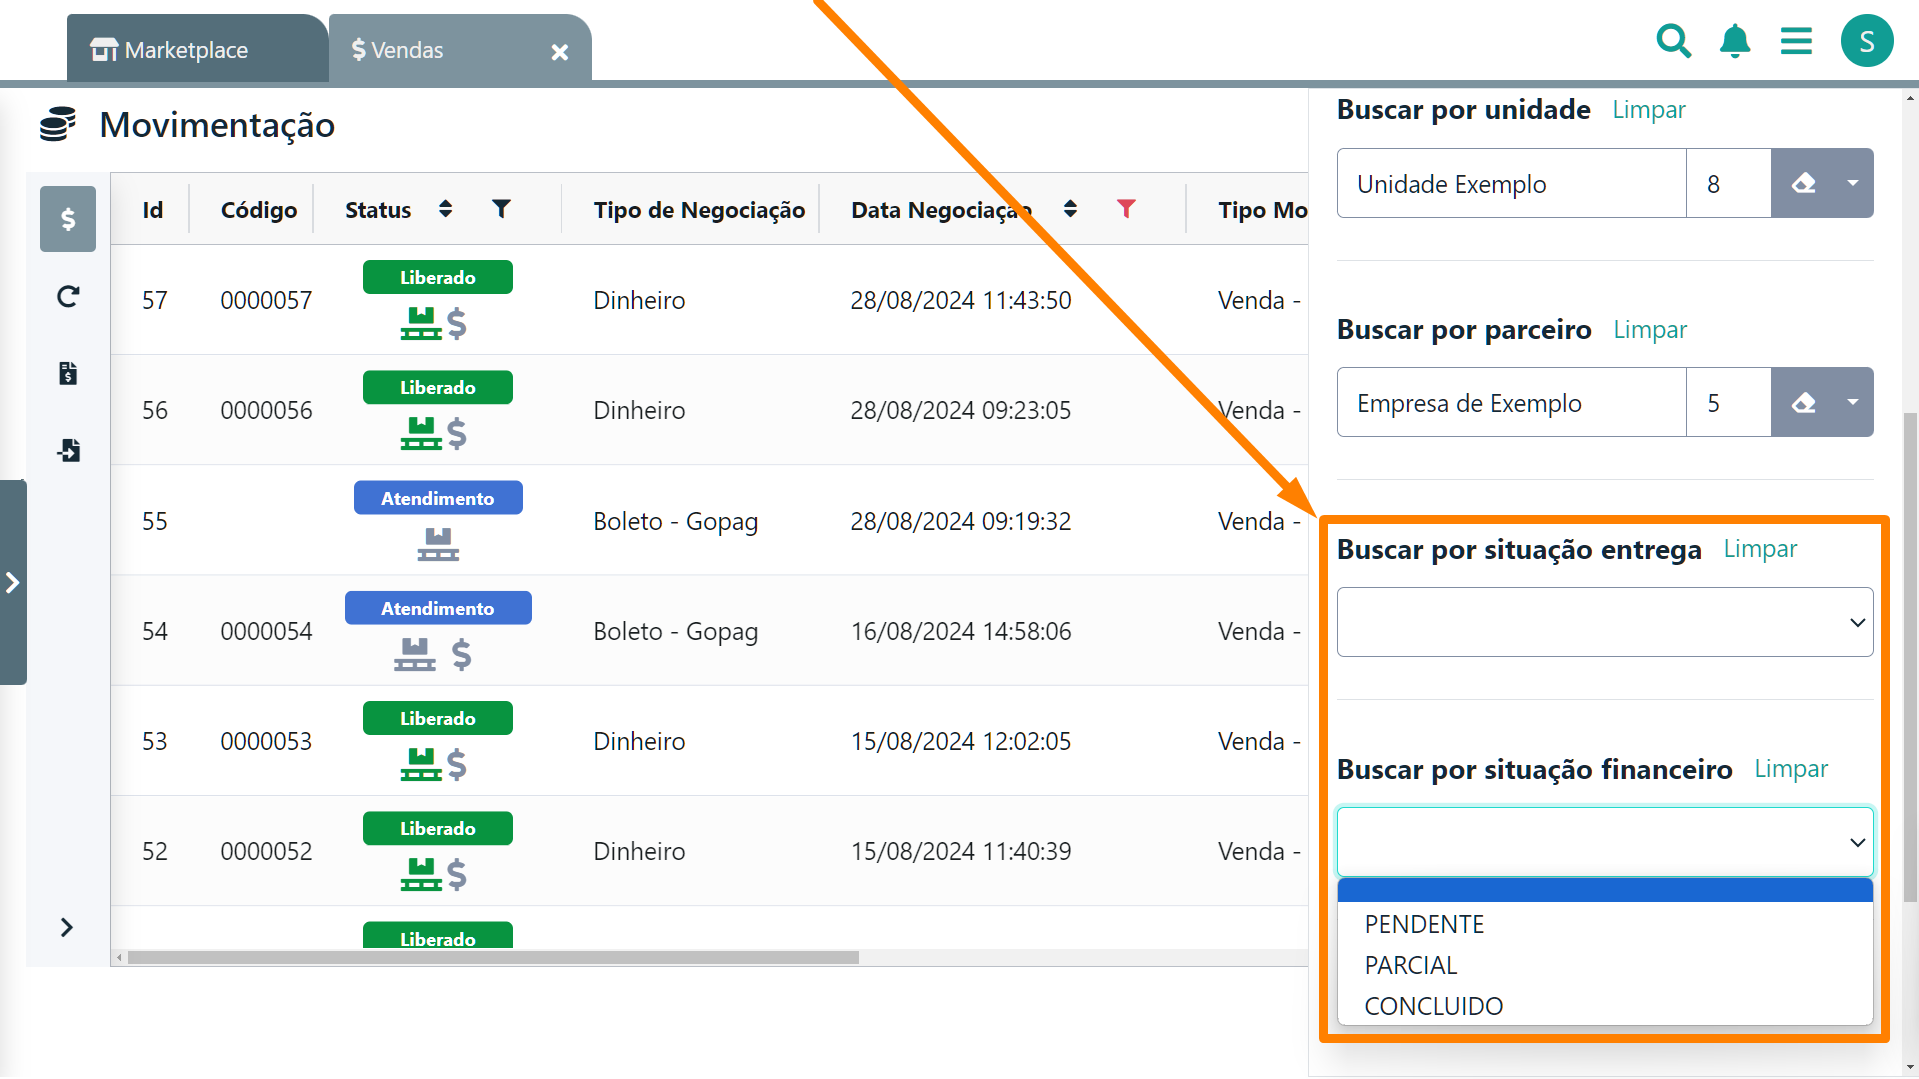 Marketplace
$ Vendas
S
Movimentação
Id Código Status Tipo de Negociação Data Negociação Tipo Mo
57 0000057 Liberado Dinheiro 28/08/2024 11:43:50 Venda -
56 0000056 Liberado Dinheiro 28/08/2024 09:23:05 Venda -
55 Atendimento Boleto - Gopag 28/08/2024 09:19:32 Venda -
54 0000054 Atendimento Boleto - Gopag 16/08/2024 14:58:06 Venda -
53 0000053 Liberado Dinheiro 15/08/2024 12:02:05 Venda -
52 0000052 Liberado Dinheiro 15/08/2024 11:40:39 Venda -
Liberado
Buscar por unidade Limpar
Unidade Exemplo 8
Buscar por parceiro Limpar
Empresa de Exemplo 5
Buscar por situação entrega Limpar
Buscar por situação financeiro Limpar
PENDENTE
PARCIAL
CONCLUIDO